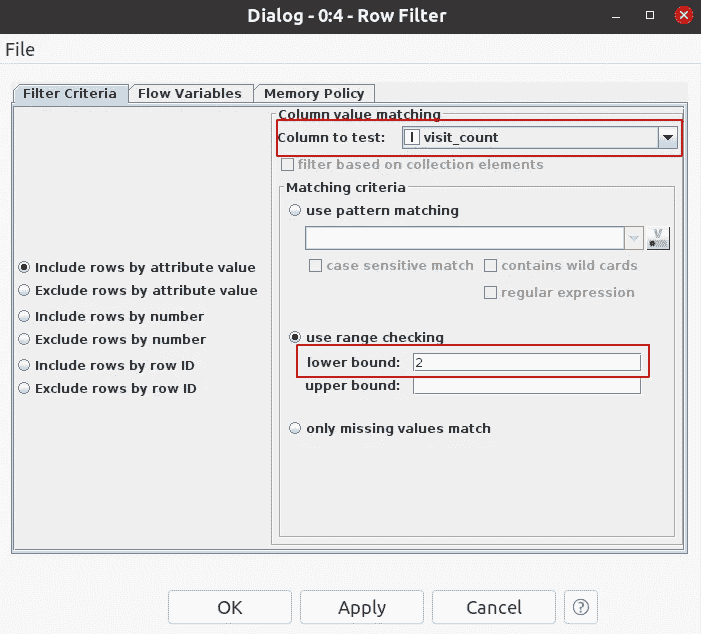 Dialog - 0:4 - Row Filter
File
Filter Criteria
Flow Variables
Memory Policy
Include rows by attribute value
Exclude rows by attribute value
Include rows by number
Exclude rows by number
Include rows by row ID
Exclude rows by row ID
Column value matching
Column to test: I visit_count
filter based on collection elements
Matching criteria
use pattern matching
case sensitive match
contains wild cards
regular expression
use range checking
lower bound: 2
upper bound:
only missing values match
OK
Apply
Cancel
?